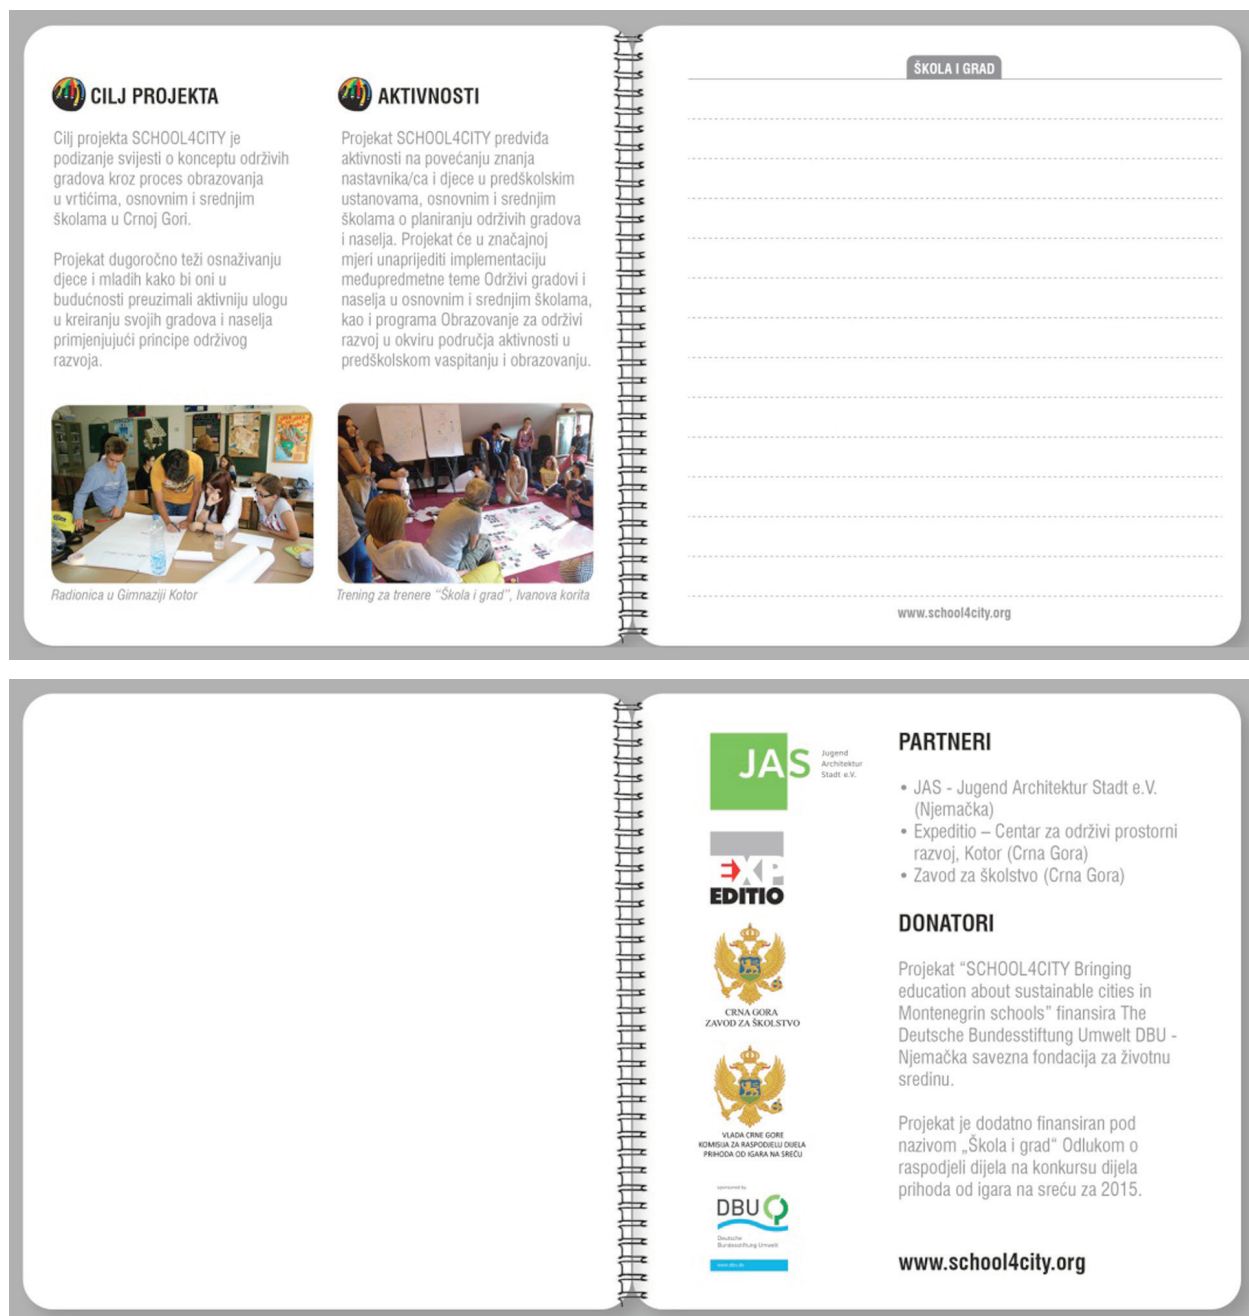 CILJ PROJEKTA
Cilj projekta SCHOOL4CITY je
podizanje svijesti o konceptu održivih
gradova kroz proces obrazovanja
u vrtićima, osnovnim i srednjim
školama u Crnoj Gori.
Projekat dugoročno teži osnaživanju
djece i mladih kako bi oni u
budućnosti preuzimali aktivniju ulogu
u kreiranju svojih gradova i naselja
primjenjujući principe održivog
razvoja.
Radionica u Gimnaziji Kotor
AKTIVNOSTI
Projekat SCHOOL4CITY predviđa
aktivnosti na povećanju znanja
nastavnika/ca i djece u predškolskim
ustanovama, osnovnim i srednjim
školama o planiranju održivih gradova
i naselja. Projekat će u značajnoj
mjeri unaprijediti implementaciju
međupredmetne teme Održivi gradovi i
naselja u osnovnim i srednjim školama,
kao i programa Obrazovanje za održivi
razvoj u okviru područja aktivnosti u
predškolskom vaspitanju i obrazovanju.
Trening za trenere “Škola i grad”, Ivanova korita
ŠKOLA I GRAD
www.school4city.org
JAS
Jugend
Architektur
Stadt e.V.
EXP
EDITIO
CRNA GORA
ZAVOD ZA ŠKOLSTVO
VLADA CRNE GORE
KOMISIJA ZA RASPODJELU DIJELA
PRIHODA OD IGARA NA SREĆU
sponsored by
DBU
Deutsche
Bundesstiftung Umwelt
www.dbu.de
PARTNERI
• JAS - Jugend Architektur Stadt e.V.
(Njemačka)
• Expeditio – Centar za održivi prostorni
razvoj, Kotor (Crna Gora)
• Zavod za školstvo (Crna Gora)
DONATORI
Projekat “SCHOOL4CITY Bringing
education about sustainable cities in
Montenegrin schools” finansira The
Deutsche Bundesstiftung Umwelt DBU -
Njemačka savezna fondacija za životnu
sredinu.
Projekat je dodatno finansiran pod
nazivom „Škola i grad“ Odlukom o
raspodjeli dijela na konkursu dijela
prihoda od igara na sreću za 2015.
www.school4city.org